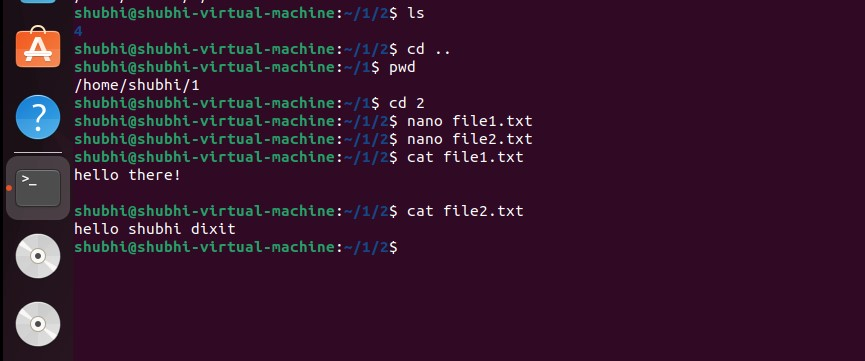 shubhi@shubhi-virtual-machine:~/1/2$ ls
4
shubhi@shubhi-virtual-machine:~/1/2$ cd ..
shubhi@shubhi-virtual-machine:~/1$ pwd
/home/shubhi/1
shubhi@shubhi-virtual-machine:~/1$ cd 2
shubhi@shubhi-virtual-machine:~/1/2$ nano file1.txt
shubhi@shubhi-virtual-machine:~/1/2$ nano file2.txt
shubhi@shubhi-virtual-machine:~/1/2$ cat file1.txt
hello there!
shubhi@shubhi-virtual-machine:~/1/2$ cat file2.txt
hello shubhi dixit
shubhi@shubhi-virtual-machine:~/1/2$